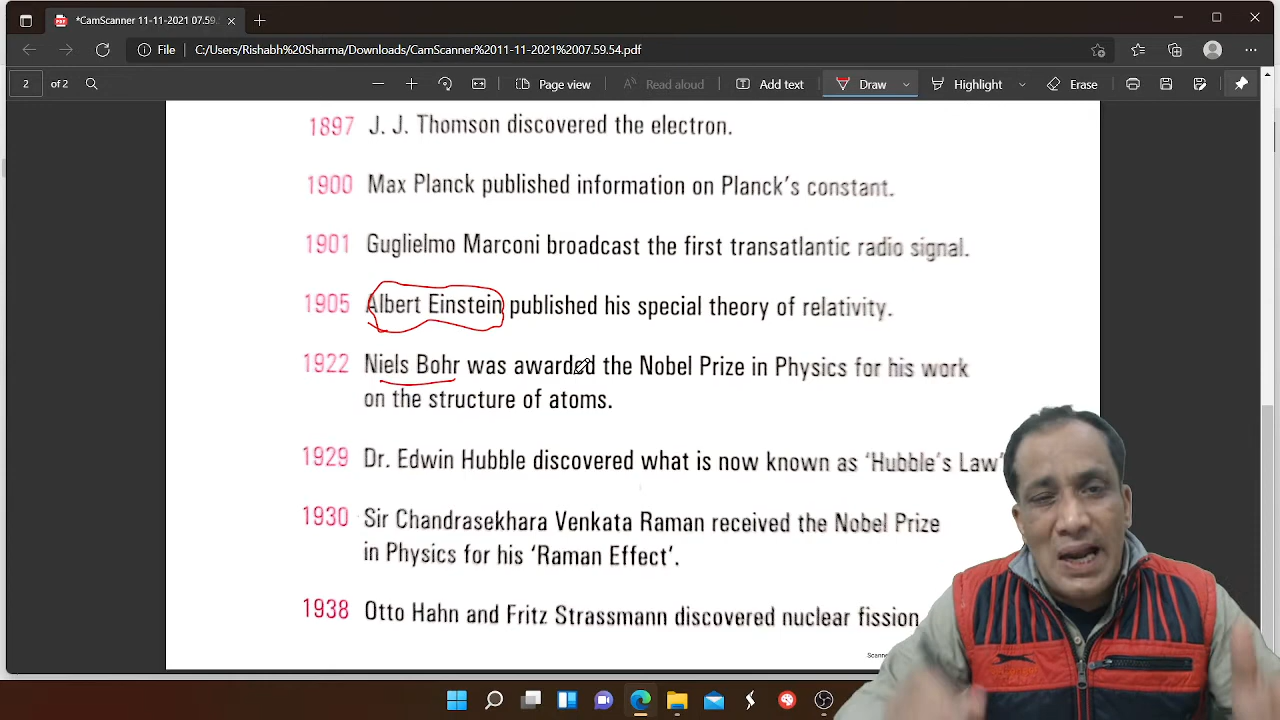 *CamScanner 11-11-2021 07.59.
File
C:/Users/Rishabh%20Sharma/Downloads/CamScanner%2011-11-2021%2007.59.54.pdf
2 of 2
Page view
Read aloud
Add text
Draw
Highlight
Erase
1897 J. J. Thomson discovered the electron.
1900 Max Planck published information on Planck's constant.
1901 Guglielmo Marconi broadcast the first transatlantic radio signal.
1905 Albert Einstein published his special theory of relativity.
1922 Niels Bohr was awarded the Nobel Prize in Physics for his work
on the structure of atoms.
1929 Dr. Edwin Hubble discovered what is now known as 'Hubble's Law'
1930 Sir Chandrasekhara Venkata Raman received the Nobel Prize
in Physics for his 'Raman Effect'.
1938 Otto Hahn and Fritz Strassmann discovered nuclear fission
Scanne